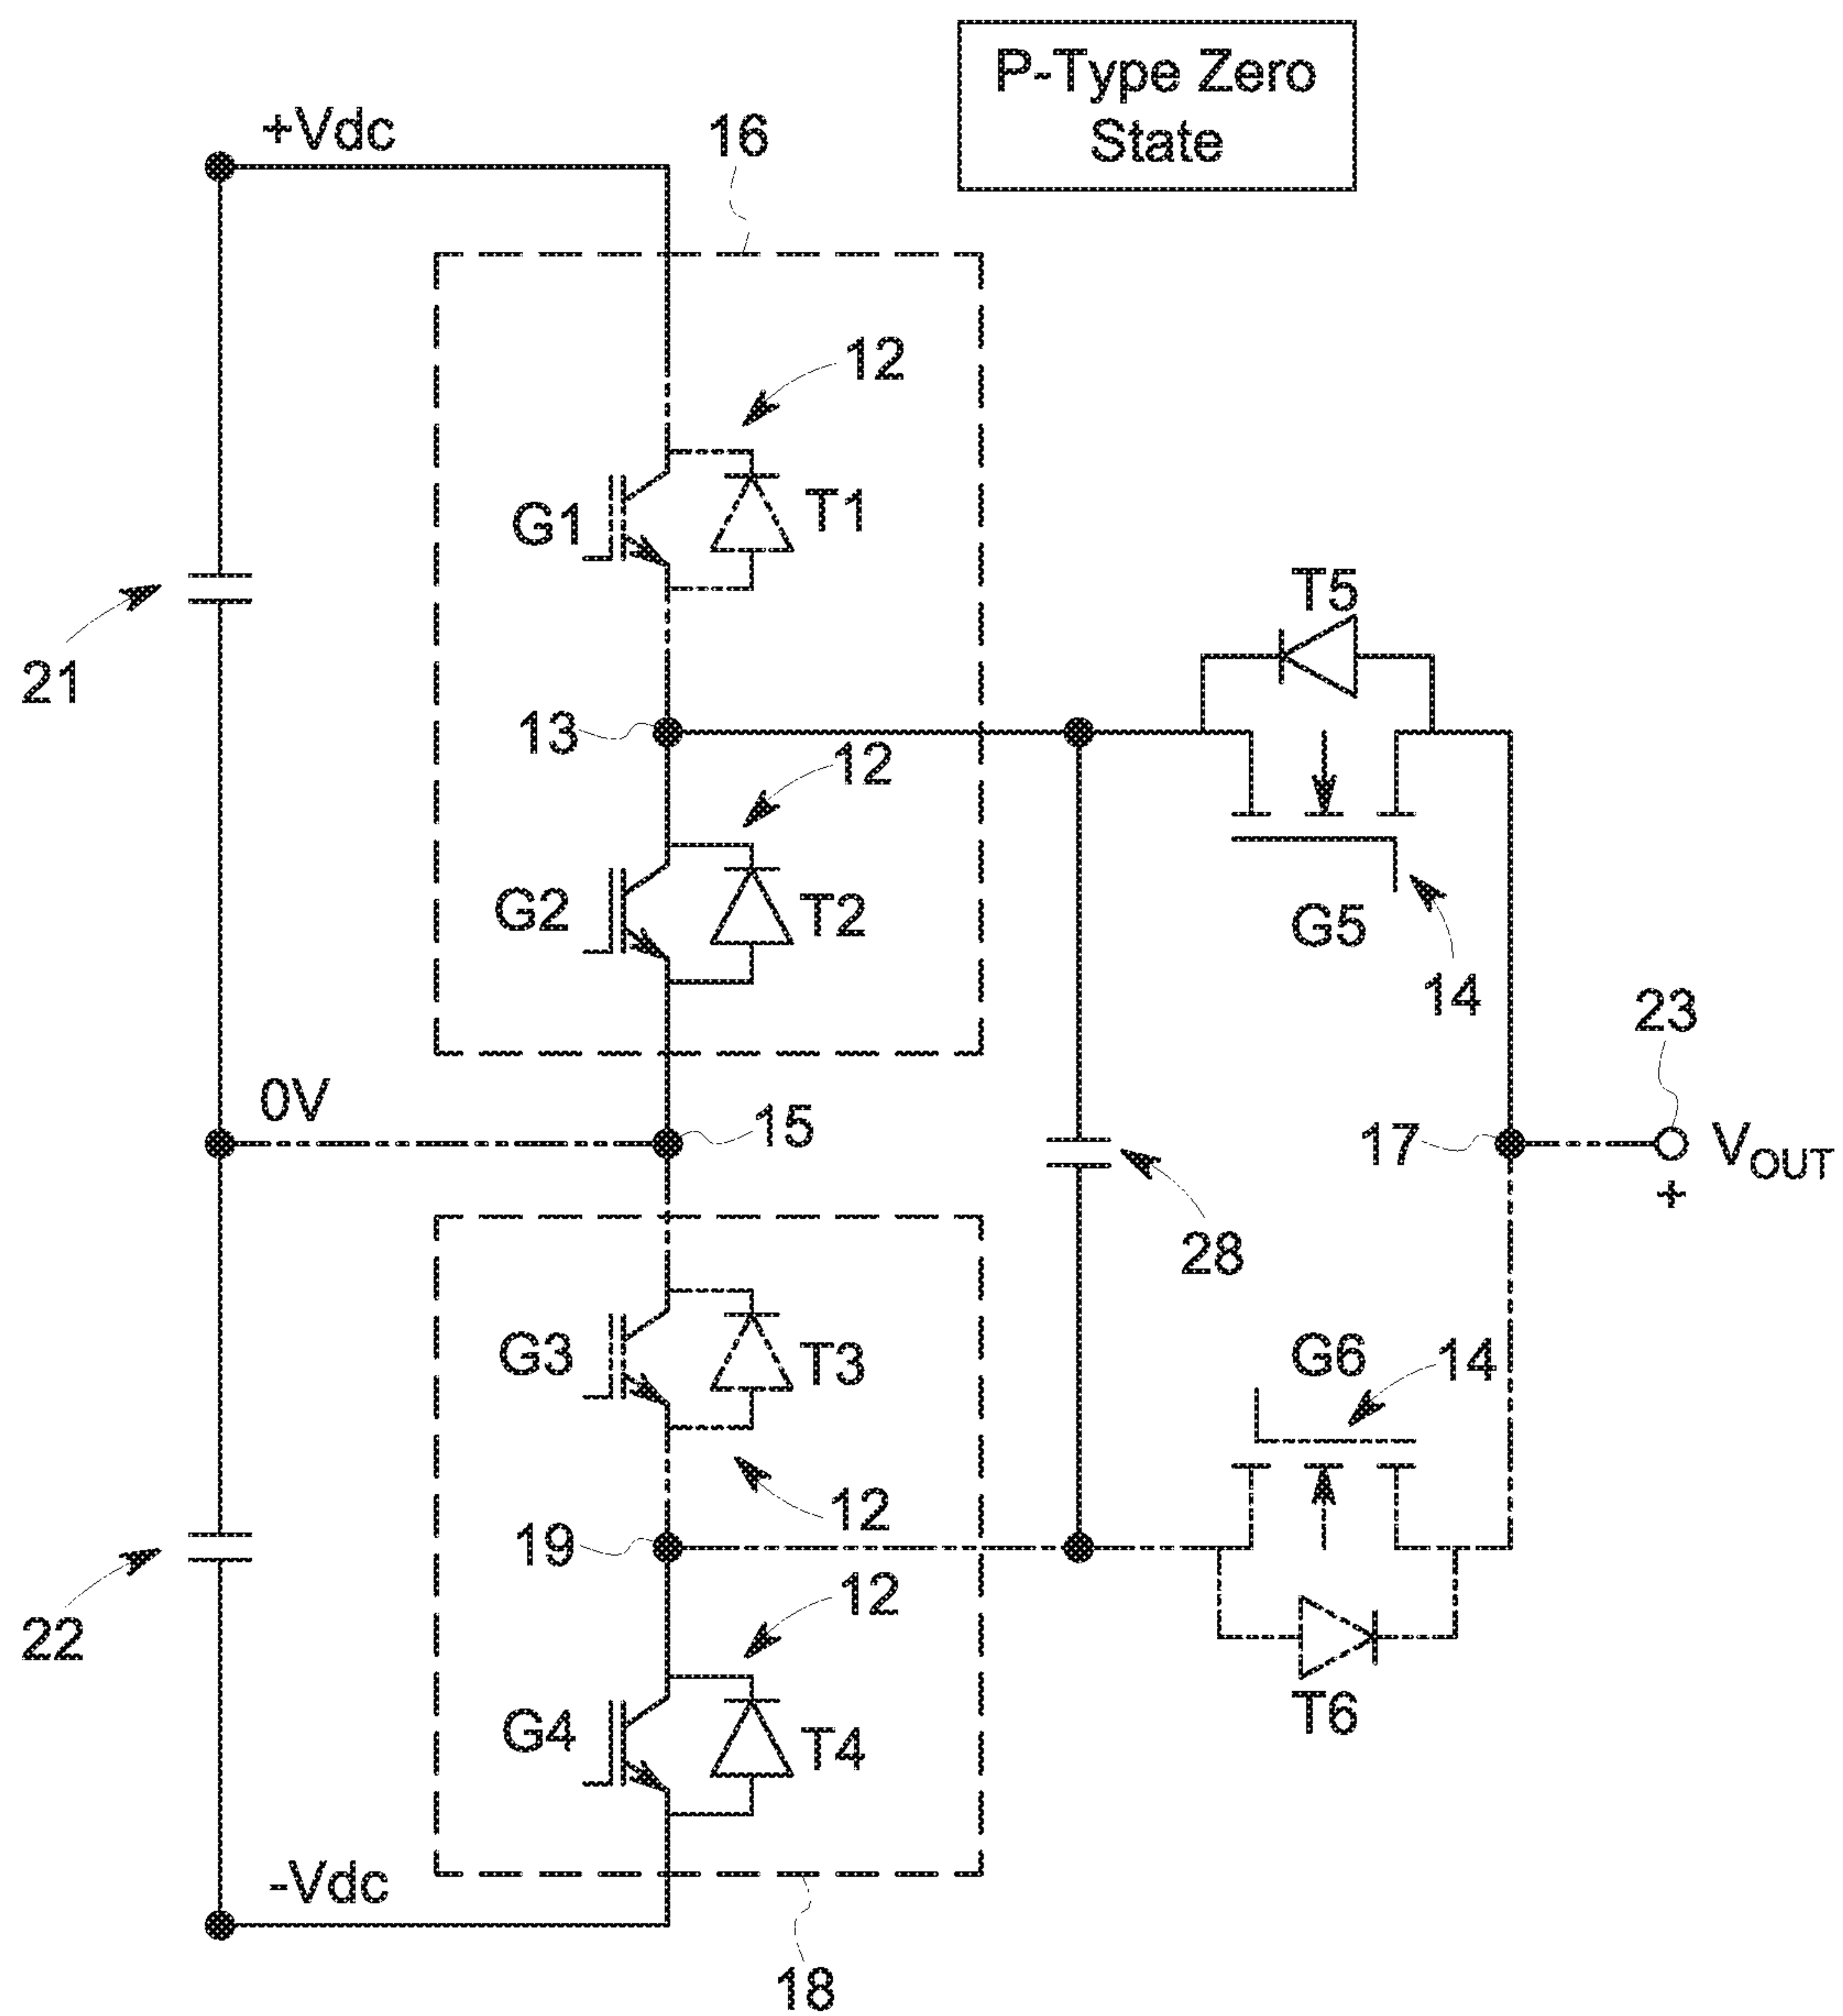 P-Type Zero
State
+Vdc
16
12
G1
T1
21
T5
13
12
G2
T2
G5
14
23
0V
15
17
VOUT
+
28
G3
T3
G6
14
12
19
12
22
G4
T4
T6
-Vdc
18